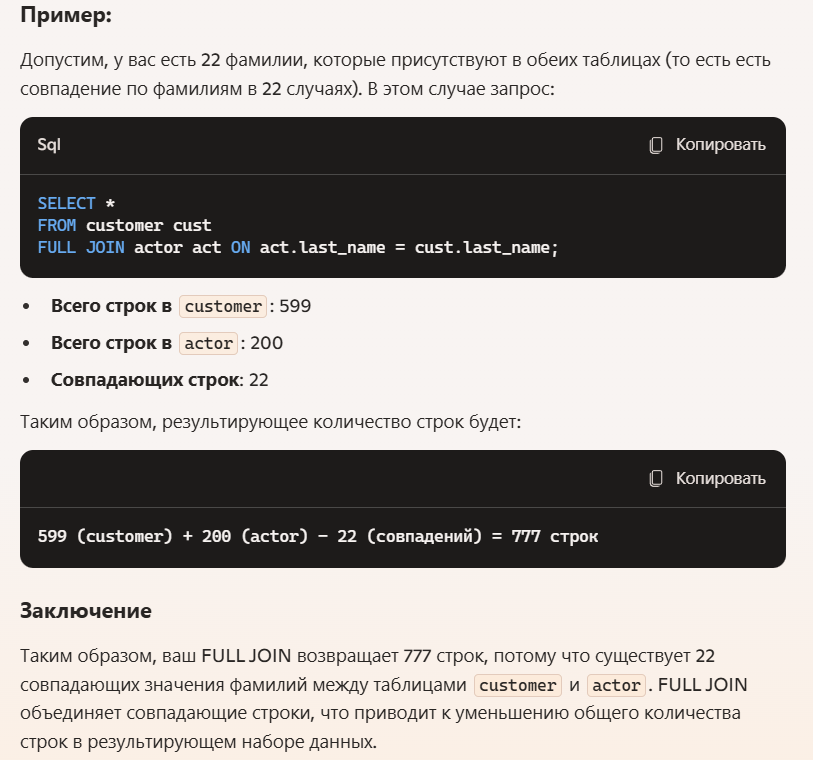 Пример:
Допустим, у вас есть 22 фамилии, которые присутствуют в обеих таблицах (то есть есть
совпадение по фамилиям в 22 случаях). В этом случае запрос:
Sql
Копировать
SELECT *
FROM customer cust
FULL JOIN actor act ON act.last_name = cust.last_name;
• Всего строк в customer: 599
• Всего строк в actor: 200
• Совпадающих строк: 22
Таким образом, результирующее количество строк будет:
Копировать
599 (customer) + 200 (actor) - 22 (совпадений) = 777 строк
Заключение
Таким образом, ваш FULL JOIN возвращает 777 строк, потому что существует 22
совпадающих значения фамилий между таблицами customer и actor. FULL JOIN
объединяет совпадающие строки, что приводит к уменьшению общего количества
строк в результирующем наборе данных.